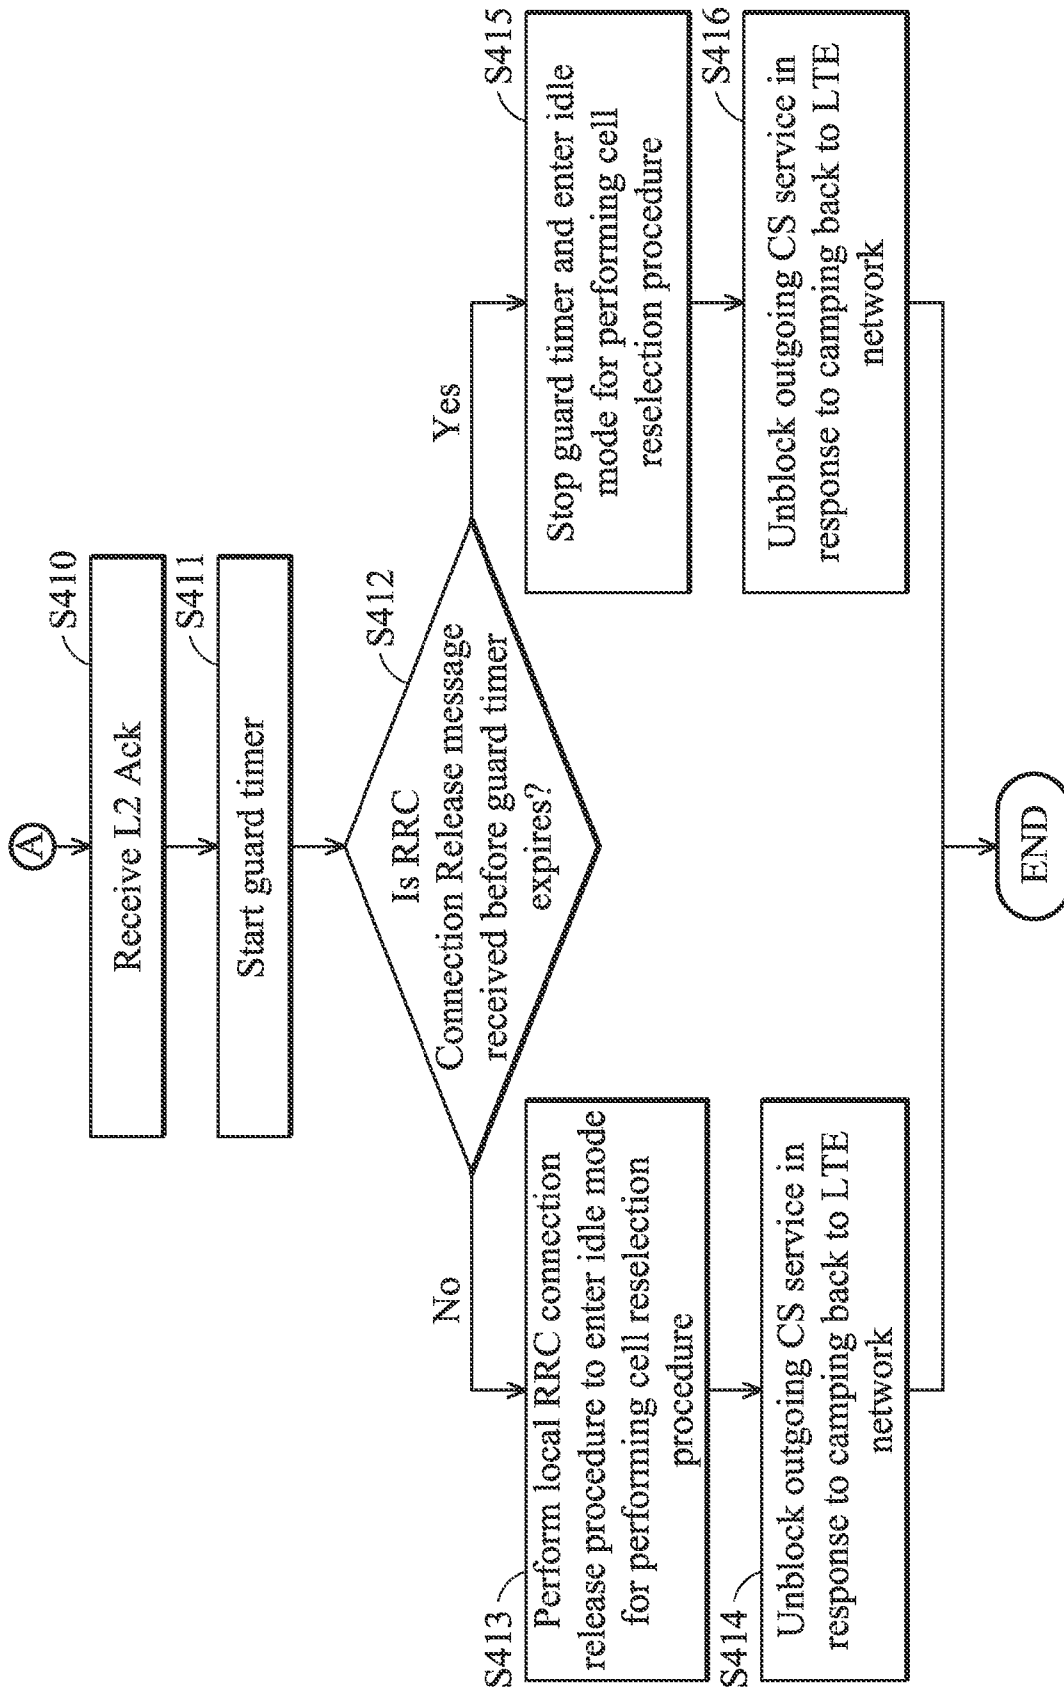 A
Receive L2 Ack
S410
Start guard timer
S411
Is RRC
Connection Release message
received before guard timer
expires?
S412
No
Yes
Perform local RRC connection
release procedure to enter idle mode
for performing cell reselection
procedure
S413
Unblock outgoing CS service in
response to camping back to LTE
network
S414
Stop guard timer and enter idle
mode for performing cell
reselection procedure
S415
Unblock outgoing CS service in
response to camping back to LTE
network
S416
END